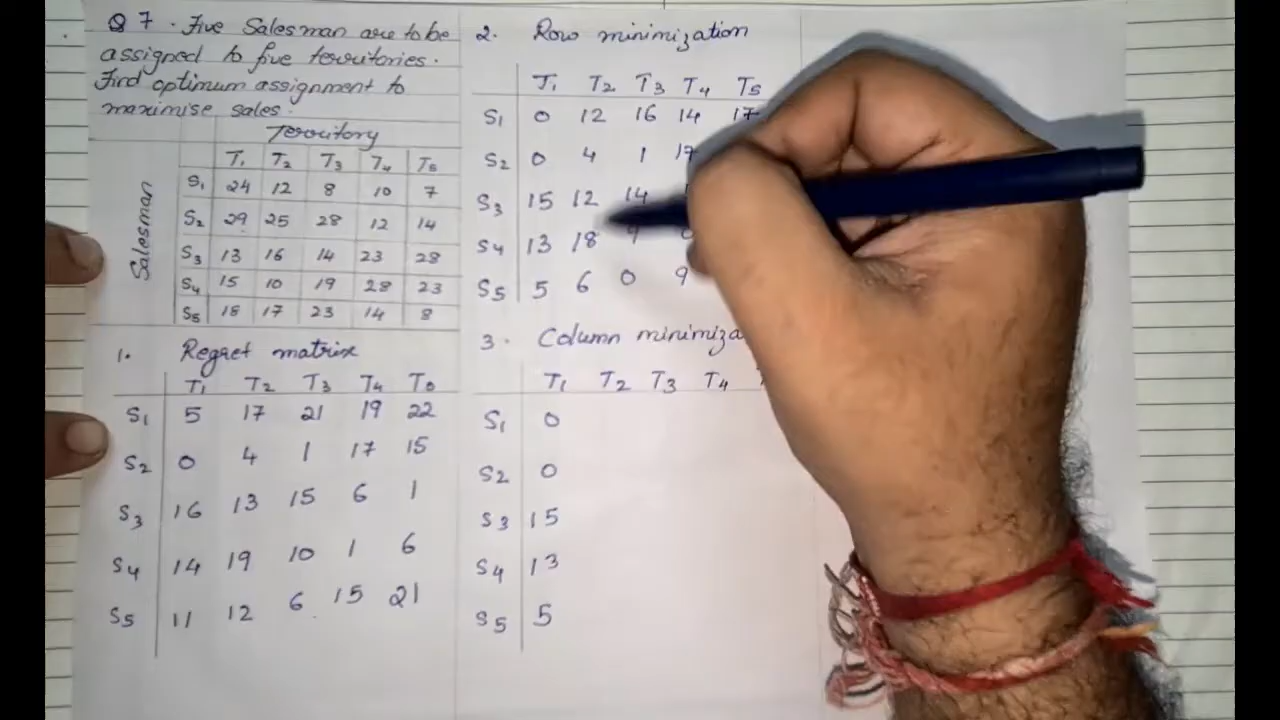 Q 7. Five Salesman are to be
assigned to five territories.
Find optimum assignment to
maximise sales.
Territory
Salesman
T1 T2 T3 T4 T5
S1 24 12 8 10 7
S2 29 25 28 12 14
S3 13 16 14 23 28
S4 15 10 19 28 23
S5 18 17 23 14 8
1. Regret matrix
T1 T2 T3 T4 T0
S1 5 17 21 19 22
S2 0 4 1 17 15
S3 16 13 15 6 1
S4 14 19 10 1 6
S5 11 12 6 15 21
2. Row minimization
T1 T2 T3 T4 T5
S1 0 12 16 14 17
S2 0 4 1 17
S3 15 12 14
S4 13 18 9
S5 5 6 0 9
3. Column
T1 T2 T3 T4
S1 0
S2 0
S3 15
S4 13
S5 5